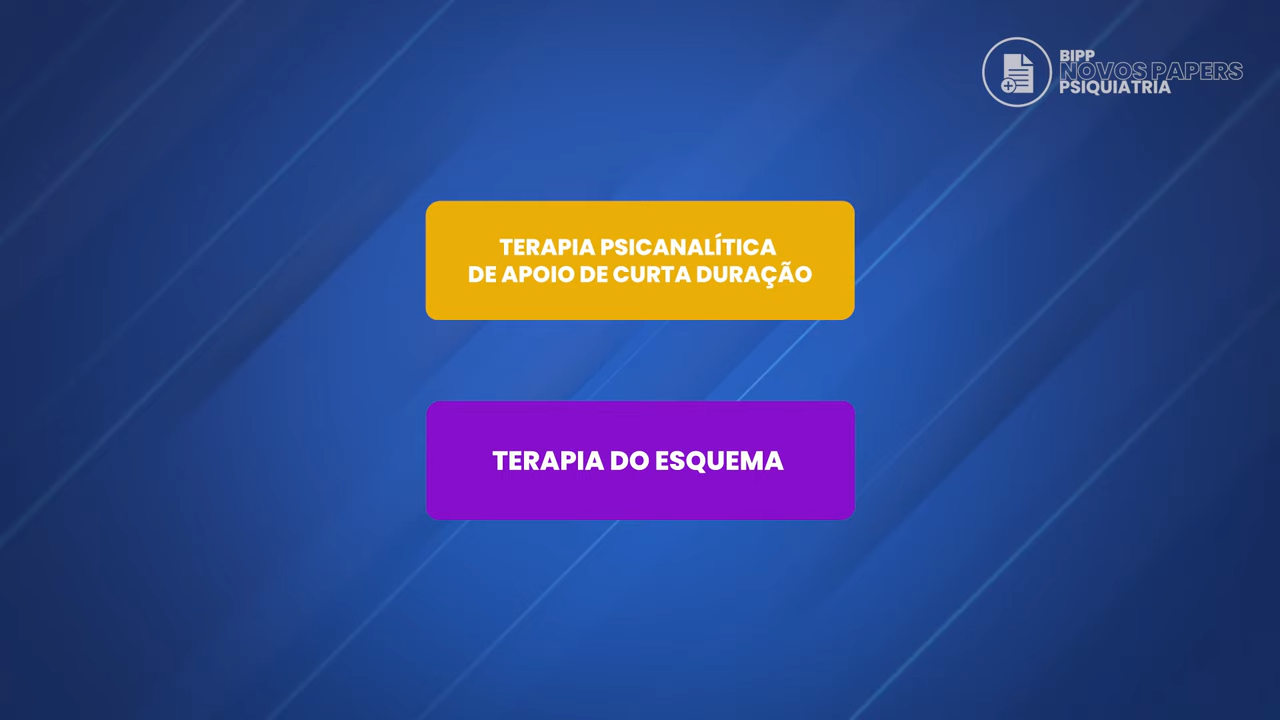 BIPP
NOVOS PAPERS
PSIQUIATRIA
TERAPIA PSICANALÍTICA
DE APOIO DE CURTA DURAÇÃO
TERAPIA DO ESQUEMA